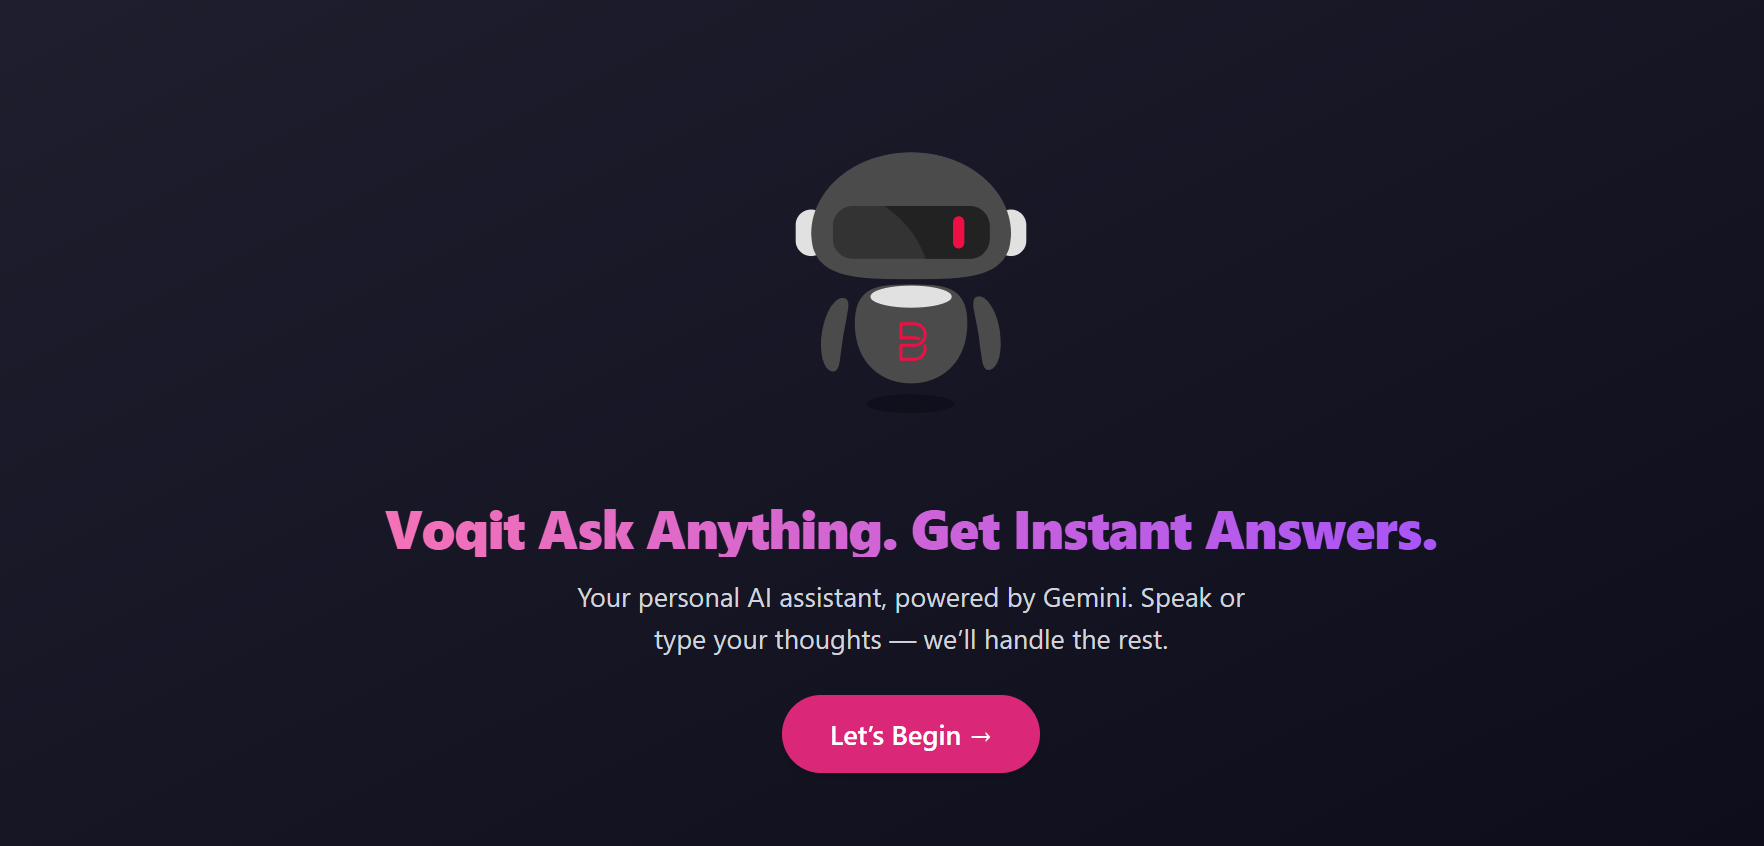 B
Voqit Ask Anything. Get Instant Answers.
Your personal AI assistant, powered by Gemini. Speak or
type your thoughts — we’ll handle the rest.
Let’s Begin →